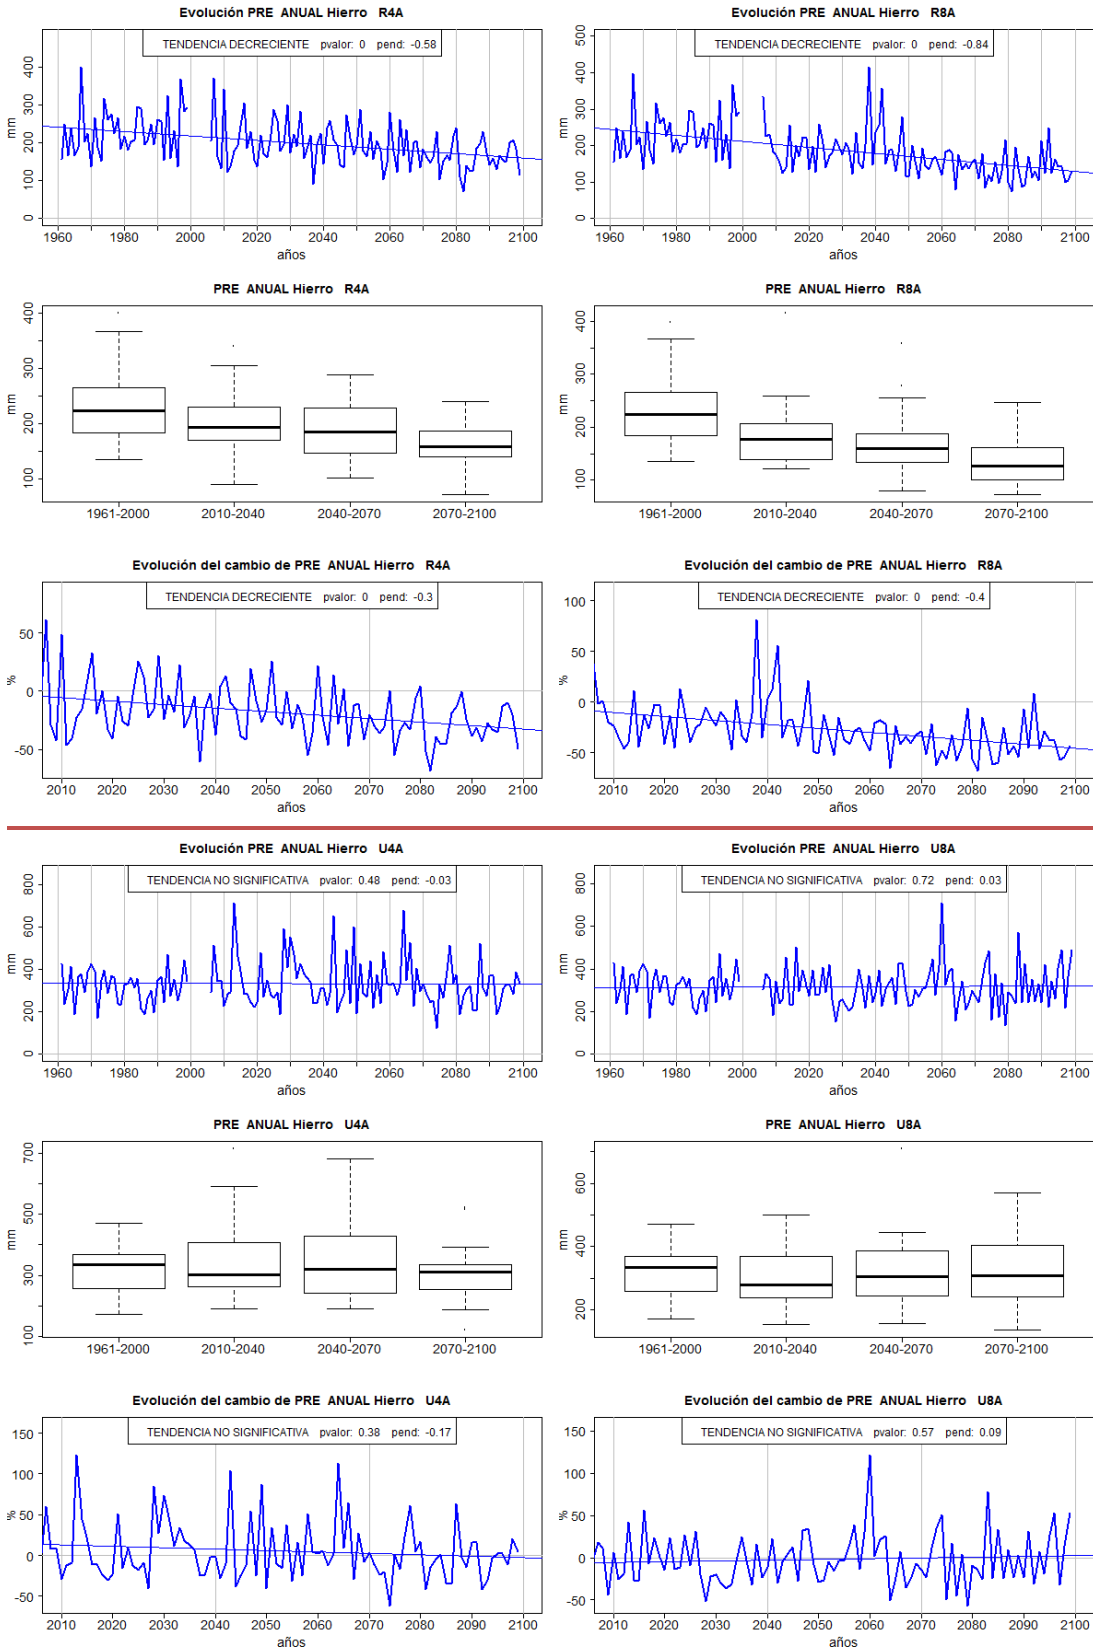 Evolución PRE ANUAL Hierro R4A
TENDENCIA DECRECIENTE pvalor: 0 pend: -0.58
mm
0 100 200 300 400
1960 1980 2000 2020 2040 2060 2080 2100
años
Evolución PRE ANUAL Hierro R8A
TENDENCIA DECRECIENTE pvalor: 0 pend: -0.84
mm
0 100 200 300 400 500
1960 1980 2000 2020 2040 2060 2080 2100
años
PRE ANUAL Hierro R4A
mm
100 200 300 400
1961-2000 2010-2040 2040-2070 2070-2100
PRE ANUAL Hierro R8A
mm
100 200 300 400
1961-2000 2010-2040 2040-2070 2070-2100
Evolución del cambio de PRE ANUAL Hierro R4A
TENDENCIA DECRECIENTE pvalor: 0 pend: -0.3
%
-50 0 50
2010 2020 2030 2040 2050 2060 2070 2080 2090 2100
años
Evolución del cambio de PRE ANUAL Hierro R8A
TENDENCIA DECRECIENTE pvalor: 0 pend: -0.4
%
-50 0 50 100
2010 2020 2030 2040 2050 2060 2070 2080 2090 2100
años
Evolución PRE ANUAL Hierro U4A
TENDENCIA NO SIGNIFICATIVA pvalor: 0.48 pend: -0.03
mm
0 200 400 600 800
1960 1980 2000 2020 2040 2060 2080 2100
años
Evolución PRE ANUAL Hierro U8A
TENDENCIA NO SIGNIFICATIVA pvalor: 0.72 pend: 0.03
mm
0 200 400 600 800
1960 1980 2000 2020 2040 2060 2080 2100
años
PRE ANUAL Hierro U4A
mm
100 300 500 700
1961-2000 2010-2040 2040-2070 2070-2100
PRE ANUAL Hierro U8A
mm
200 400 600
1961-2000 2010-2040 2040-2070 2070-2100
Evolución del cambio de PRE ANUAL Hierro U4A
TENDENCIA NO SIGNIFICATIVA pvalor: 0.38 pend: -0.17
%
-50 0 50 100 150
2010 2020 2030 2040 2050 2060 2070 2080 2090 2100
años
Evolución del cambio de PRE ANUAL Hierro U8A
TENDENCIA NO SIGNIFICATIVA pvalor: 0.57 pend: 0.09
%
-50 0 50 100 150
2010 2020 2030 2040 2050 2060 2070 2080 2090 2100
años